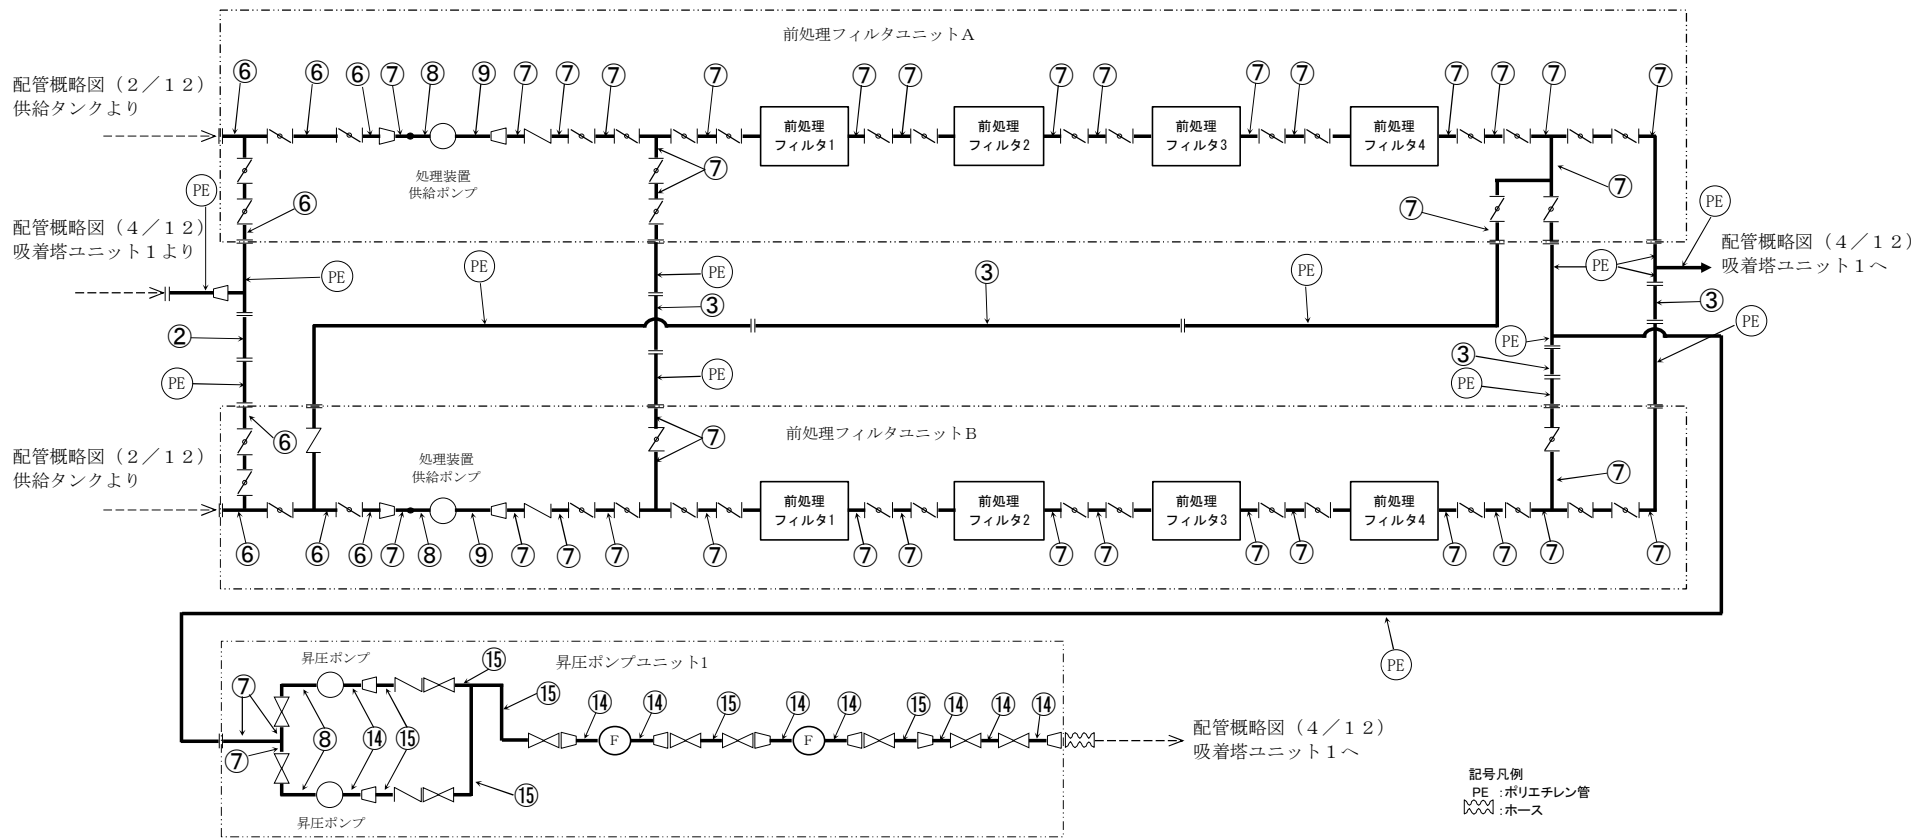 前処理フィルタユニットA
配管概略図（２／１２）
供給タンクより
⑥ ⑥ ⑥ ⑦ ⑧ ⑨ ⑦ ⑦ ⑦ ⑦ ⑦ ⑦ ⑦ ⑦ ⑦ ⑦ ⑦ ⑦ ⑦ ⑦
前処理
フィルタ1
前処理
フィルタ2
前処理
フィルタ3
前処理
フィルタ4
処理装置
供給ポンプ
⑦
⑦
PE
⑥
⑦
PE
配管概略図（４／１２）
吸着塔ユニット１より
配管概略図（４／１２）
吸着塔ユニット１へ
PE
PE
PE
③
PE
PE
③
③
②
PE
PE
PE
③
PE
PE
PE
⑥
⑦
前処理フィルタユニットB
配管概略図（２／１２）
供給タンクより
処理装置
供給ポンプ
⑦
前処理
フィルタ1
前処理
フィルタ2
前処理
フィルタ3
前処理
フィルタ4
⑥ ⑥ ⑥ ⑦ ⑧ ⑨ ⑦ ⑦ ⑦ ⑦ ⑦ ⑦ ⑦ ⑦ ⑦ ⑦ ⑦ ⑦ ⑦ ⑦
PE
昇圧ポンプ
⑮
昇圧ポンプユニット1
⑦
⑮
⑭ ⑭ ⑮ ⑭ ⑭ ⑮ ⑭ ⑭ ⑭
F
F
⑧ ⑭ ⑮
⑦
⑮
昇圧ポンプ
配管概略図（４／１２）
吸着塔ユニット１へ
記号凡例
PE ：ポリエチレン管
：ホース